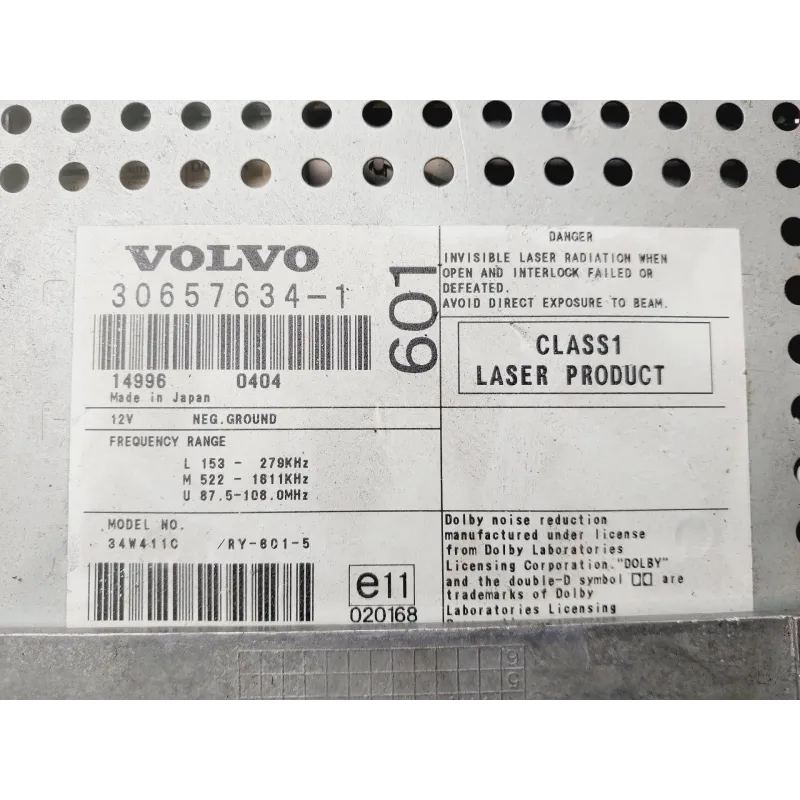 VOLVO
30657634-1
14996 0404
Made in Japan
601
12V NEG.GROUND
FREQUENCY RANGE
L 153 - 279KHz
M 522 - 1611KHz
U 87.5-108.0MHz
MODEL NO.
34W411C /RY-601-5
e11
020168
DANGER
INVISIBLE LASER RADIATION WHEN
OPEN AND INTERLOCK FAILED OR
DEFEATED.
AVOID DIRECT EXPOSURE TO BEAM.
CLASS1
LASER PRODUCT
Dolby noise reduction
manufactured under license
from Dolby Laboratories
Licensing Corporation."DOLBY"
and the double-D symbol are
trademarks of Dolby
Laboratories Licensing